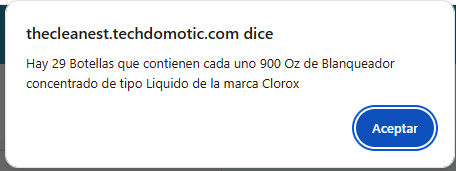 thecleanest.techdomotic.com dice
Hay 29 Botellas que contienen cada uno 900 Oz de Blanqueador
concentrado de tipo Liquido de la marca Clorox
Aceptar